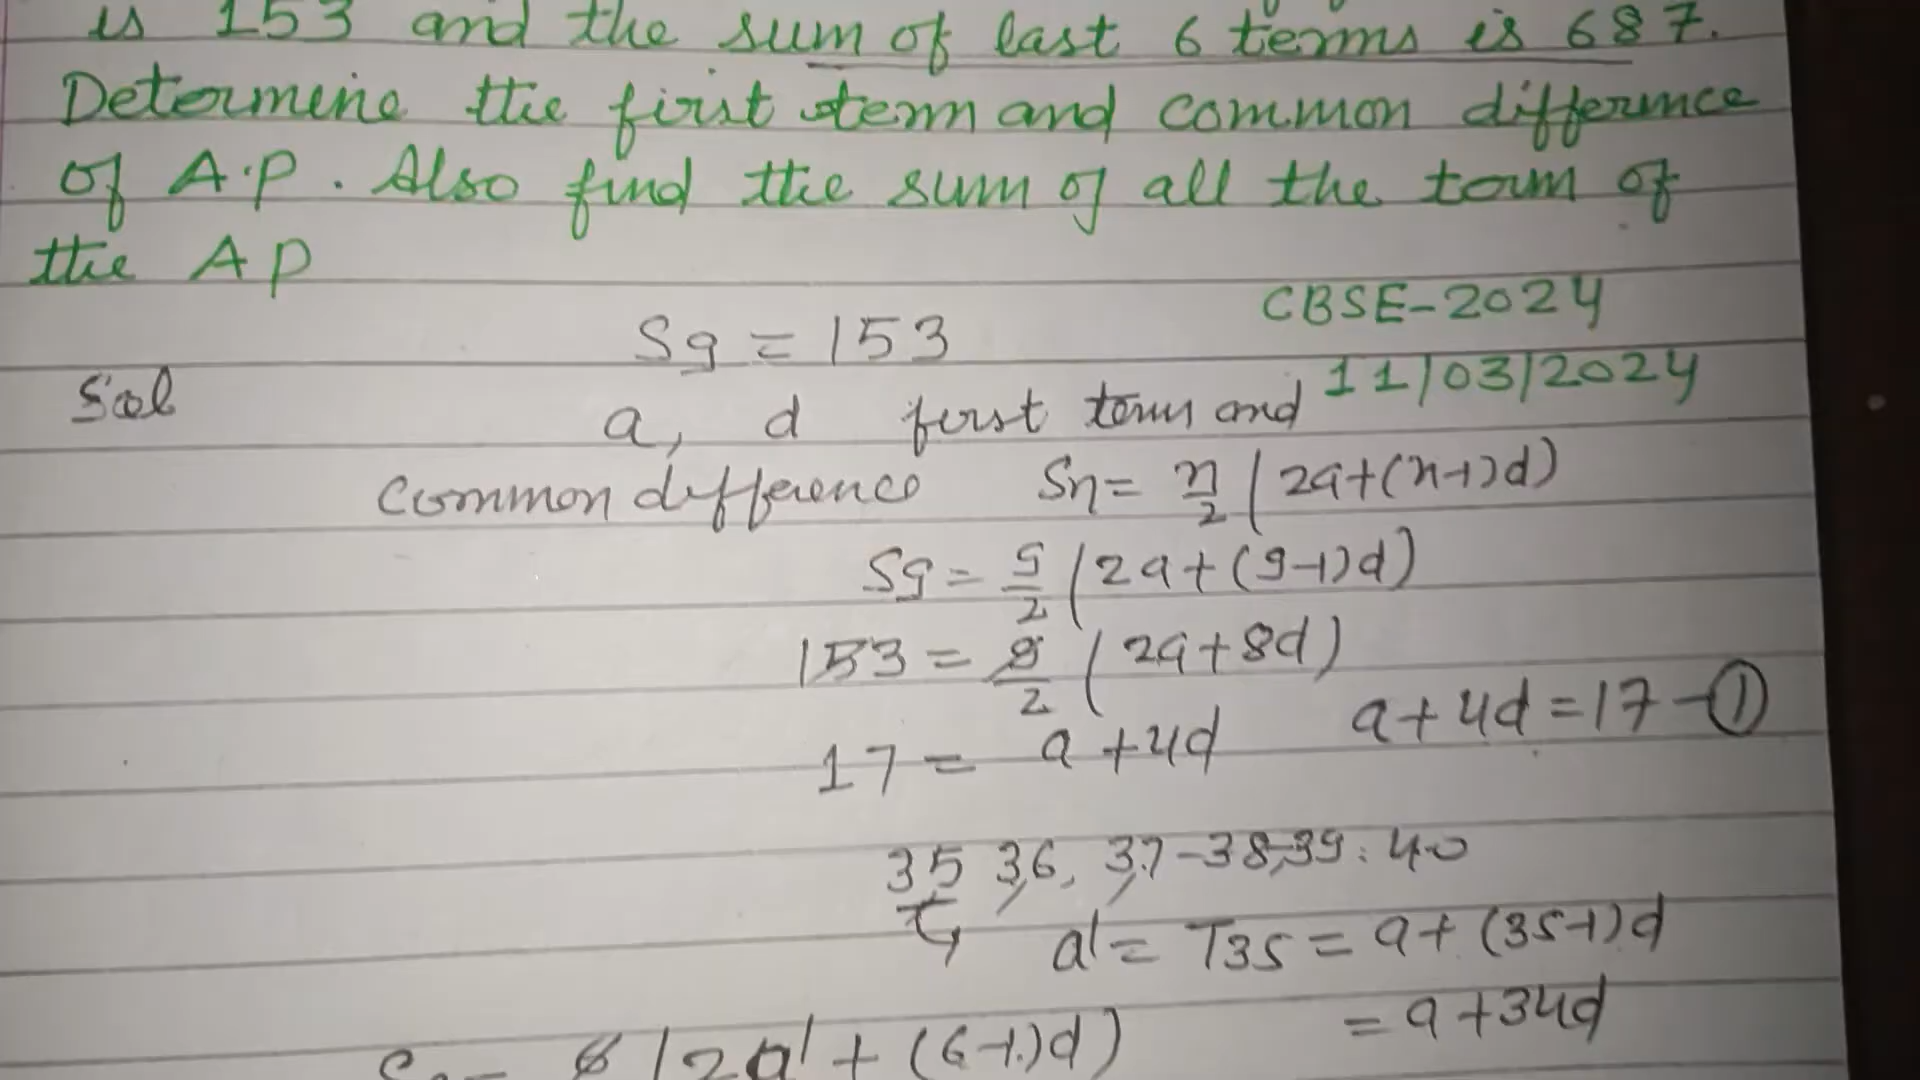 is 153 and the sum of last 6 terms is 687.
Determine the first term and common difference
of A.P. Also find the sum of all the term of
the AP
CBSE-2024
S9 = 153
11/03/2024
Sol
a, d first term and
common difference Sn = n/2 (2a+(n-1)d)
S9 = 9/2 (2a+(9-1)d)
153 = 9/2 (2a+8d)
17 = a+4d a+4d=17-①
35 36, 37-38,39. 40
a' = T35 = a+(35-1)d
= a+34d
6 (2a'+(6-1)d)